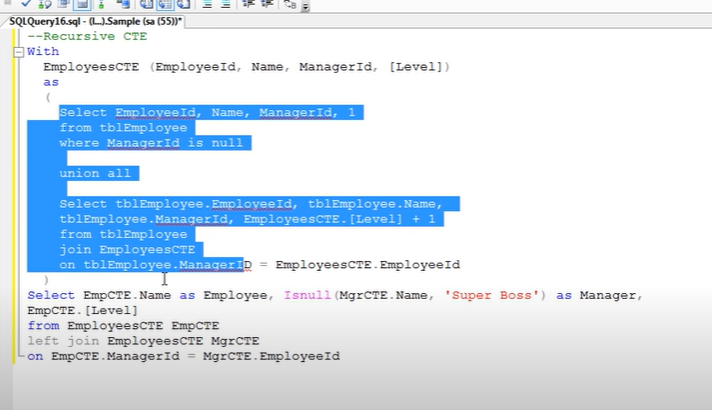 SQLQuery16.sql - (l...).Sample (sa (55))*
--Recursive CTE
With
EmployeesCTE (EmployeeId, Name, ManagerId, [Level])
as
(
Select EmployeeId, Name, ManagerId, 1
from tblEmployee
where ManagerId is null
union all
Select tblEmployee.EmployeeId, tblEmployee.Name,
tblEmployee.ManagerId, EmployeesCTE.[Level] + 1
from tblEmployee
join EmployeesCTE
on tblEmployee.ManagerID = EmployeesCTE.EmployeeId
)
Select EmpCTE.Name as Employee, Isnull(MgrCTE.Name, 'Super Boss') as Manager,
EmpCTE.[Level]
from EmployeesCTE EmpCTE
left join EmployeesCTE MgrCTE
on EmpCTE.ManagerId = MgrCTE.EmployeeId